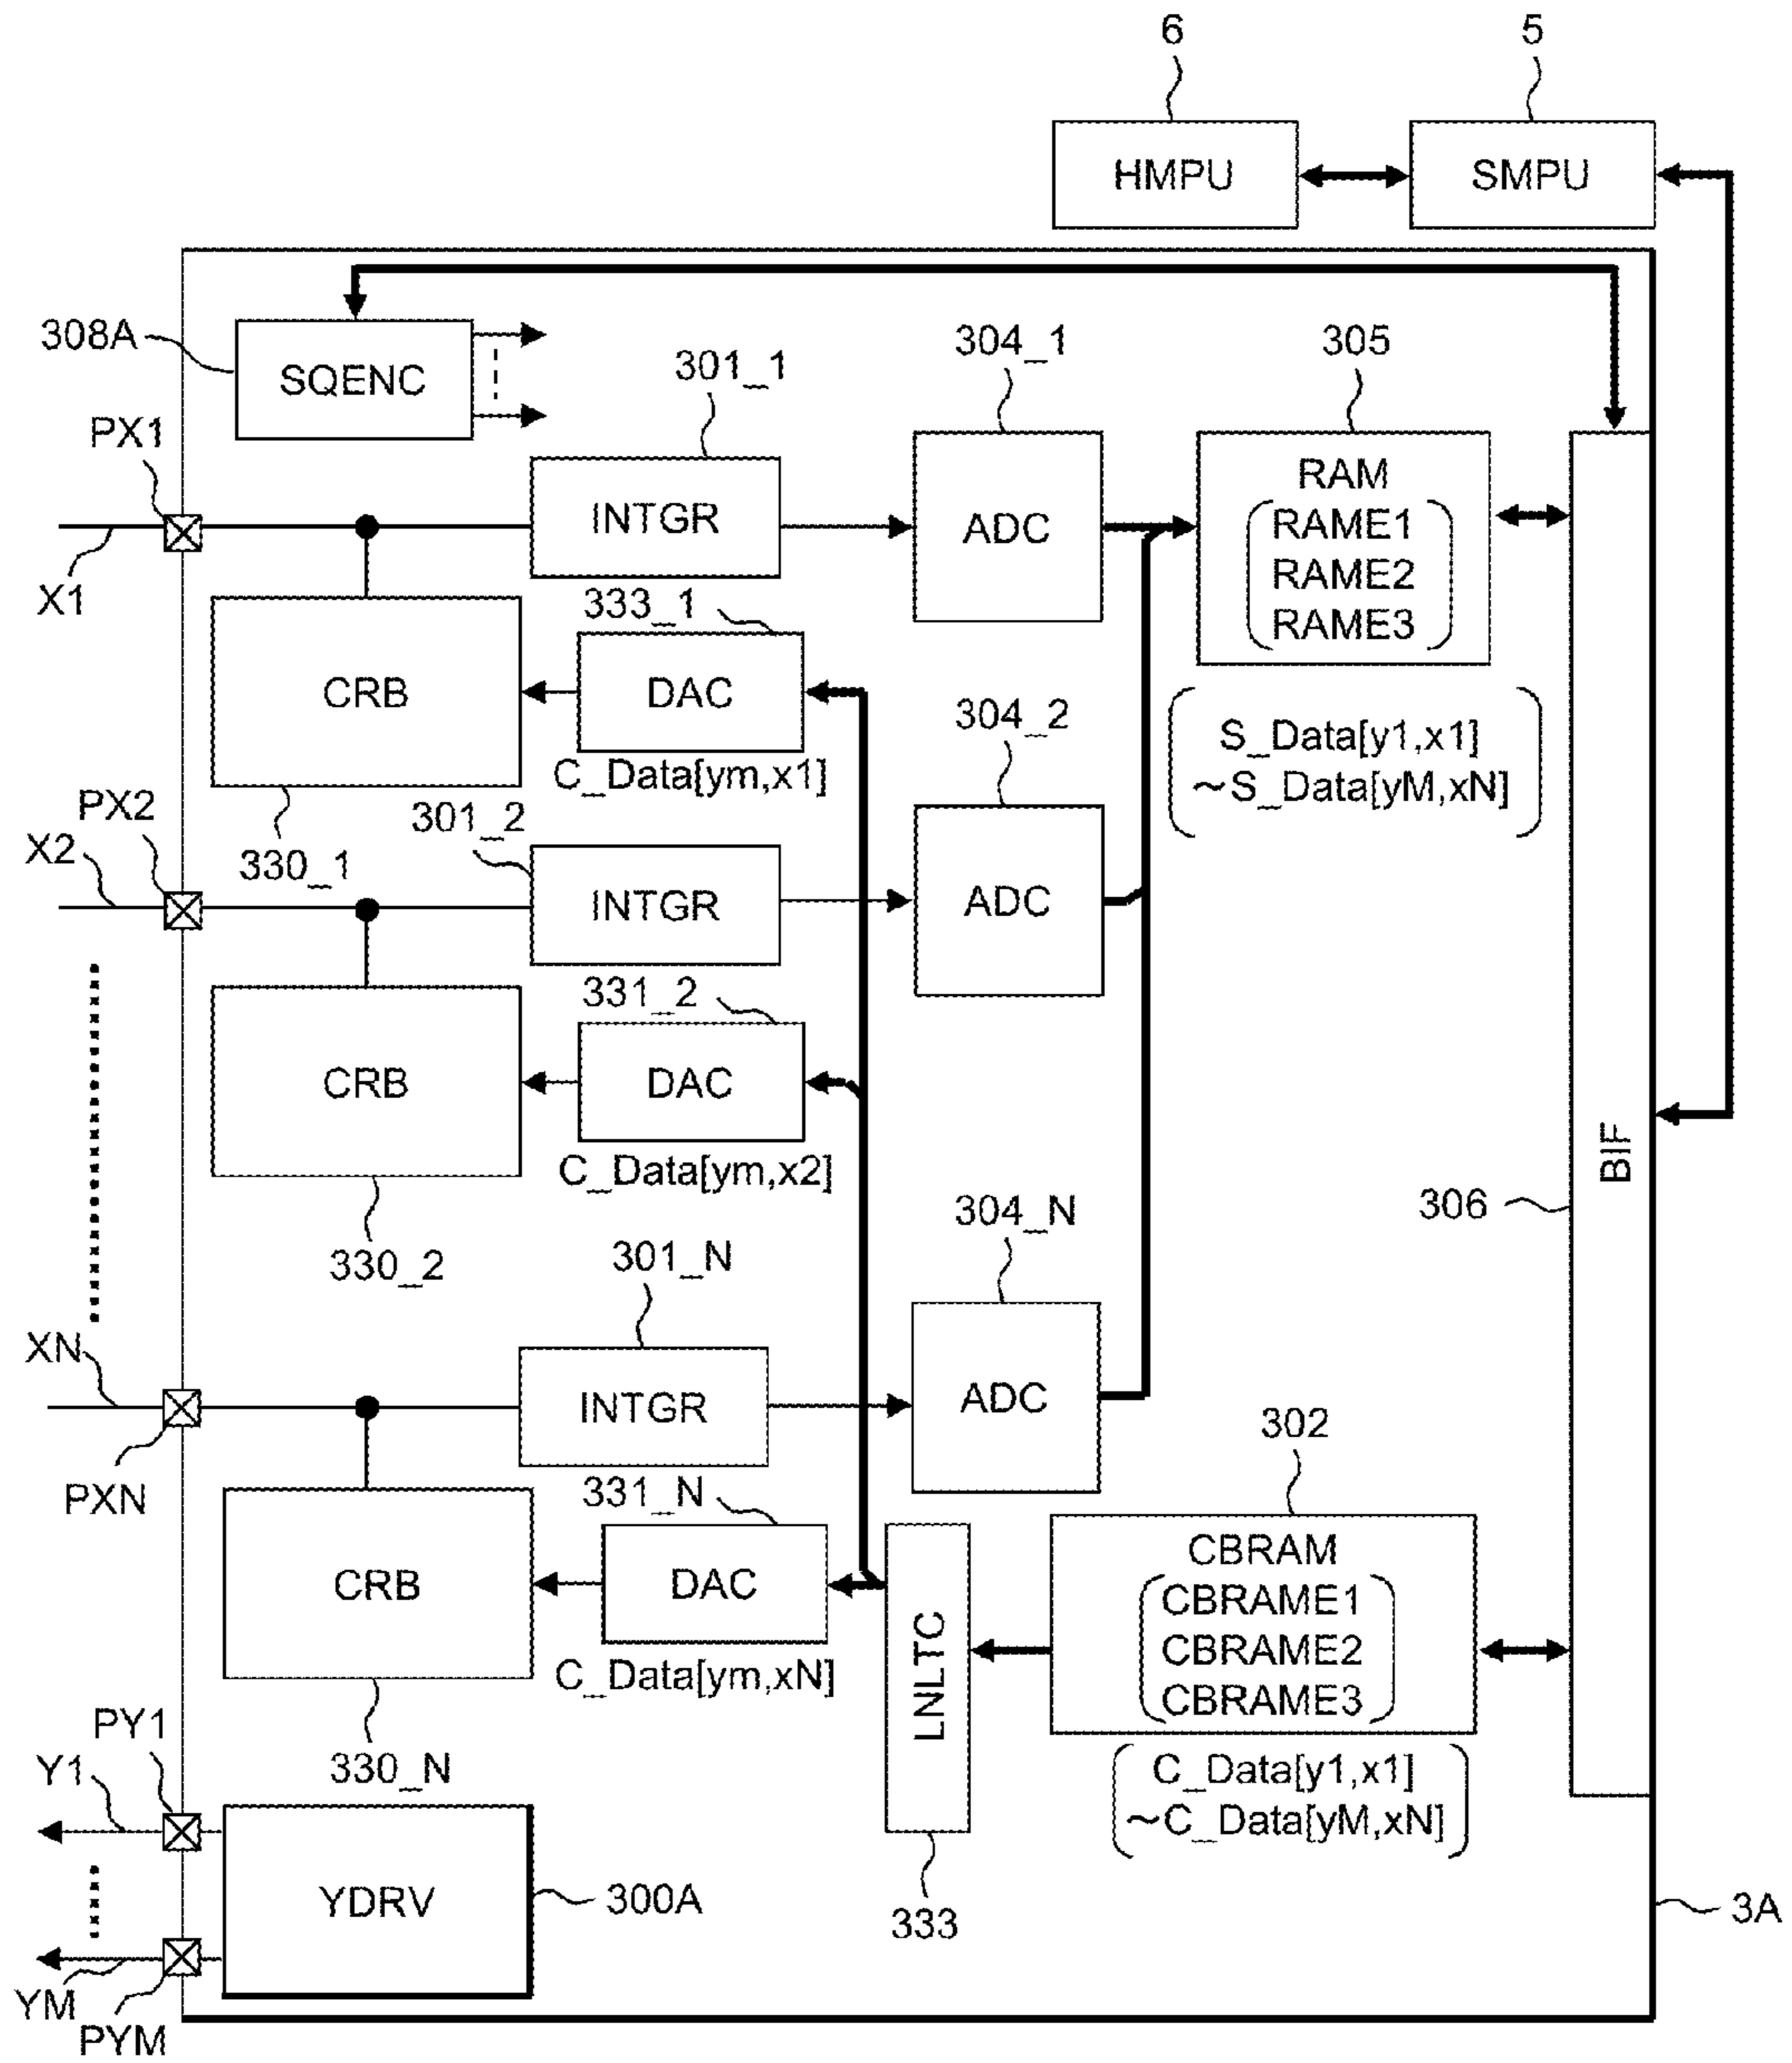 6
5
HMPU
SMPU
308A
SQENC
301_1
304_1
305
PX1
INTGR
ADC
RAM
RAME1
RAME2
RAME3
X1
333_1
CRB
DAC
C_Data[ym,x1]
S_Data[y1,x1]
~S_Data[yM,xN]
304_2
PX2
301_2
X2
330_1
INTGR
ADC
331_2
CRB
DAC
C_Data[ym,x2]
BIF
306
330_2
301_N
304_N
XN
INTGR
ADC
PXN
302
331_N
CRB
DAC
C_Data[ym,xN]
LNLTC
CBRAM
CBRAME1
CBRAME2
CBRAME3
C_Data[y1,x1]
~C_Data[yM,xN]
PY1
330_N
Y1
YDRV
300A
333
3A
YM
PYM